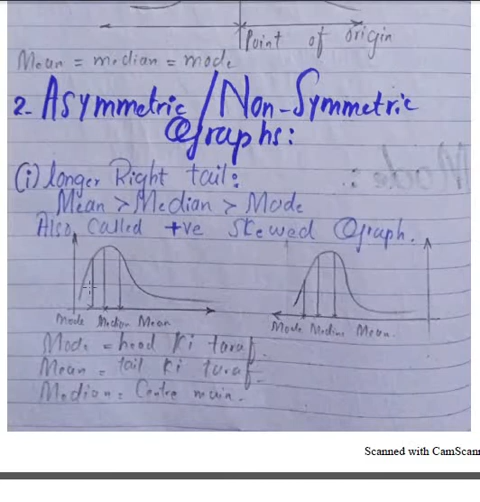 Point of origin
Mean = median = mode
2. Asymmetric / Non-Symmetric
Graphs:
(i) longer Right tail:
Mean > Median > Mode
Also called +ve Skewed Graph.
Mode Median Mean
Mode Median Mean
Mode = head Ki taraf.
Mean = tail Ki taraf.
Median = Centre main.
Scanned with CamScann